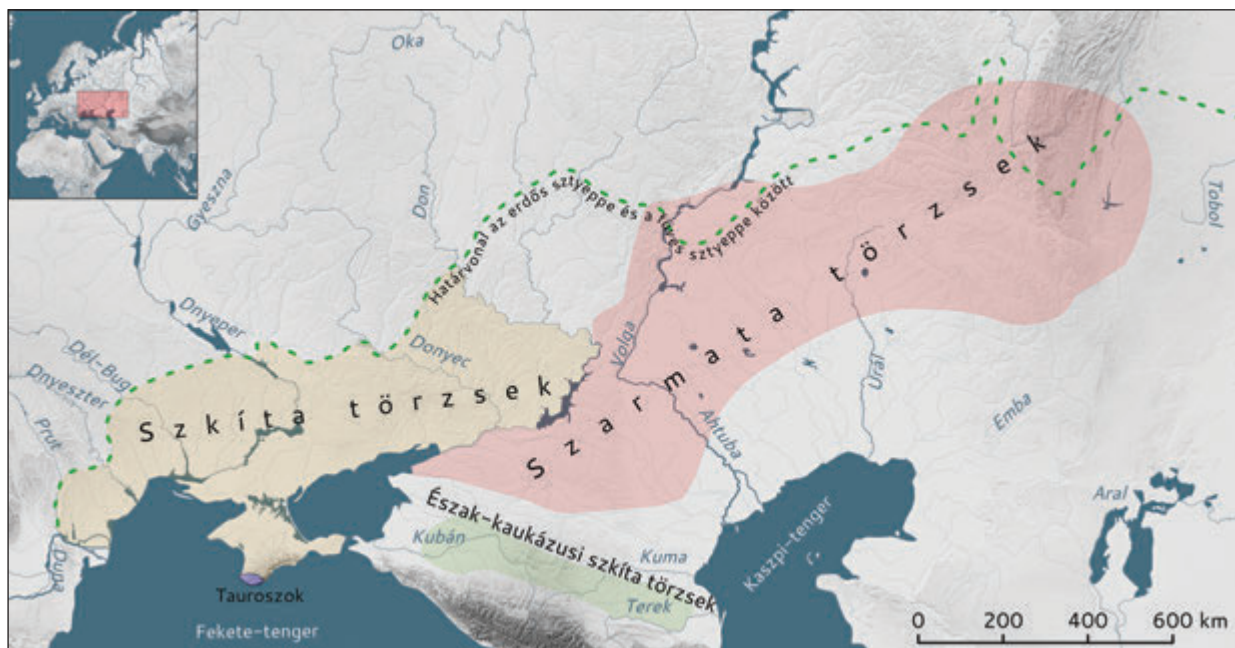 Oka
Gyeszna
Don
Határvonal az erdős sztyeppe és a füves sztyeppe között
Tobol
Dnyeper
Donyec
Volga
Dél-Bug
Dnyeszter
Prut
Szkíta törzsek
Szarmata törzsek
Urál
Emba
Ahtuba
Aral
Észak-kaukázusi szkíta törzsek
Kubán
Kuma
Kaszpi-tenger
Duna
Tauroszok
Terek
Fekete-tenger
0 200 400 600 km